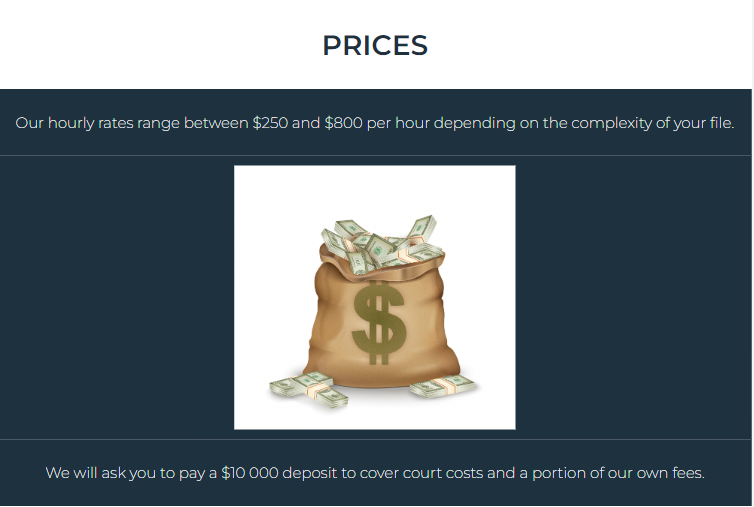 PRICES
Our hourly rates range between $250 and $800 per hour depending on the complexity of your file.
$
We will ask you to pay a $10 000 deposit to cover court costs and a portion of our own fees.